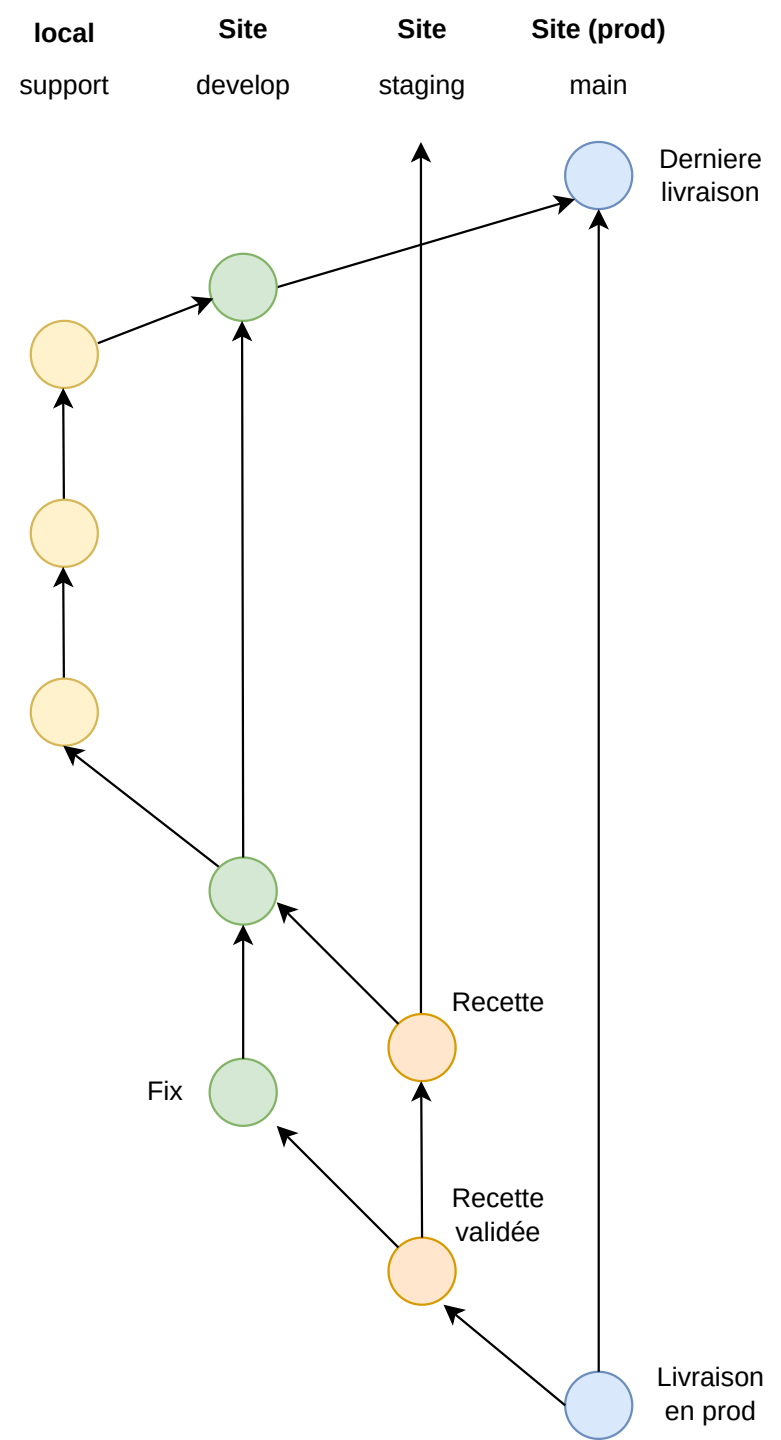 local
Site
Site
Site (prod)
support
develop
staging
main
Derniere
livraison
Recette
Fix
Recette
validée
Livraison
en prod